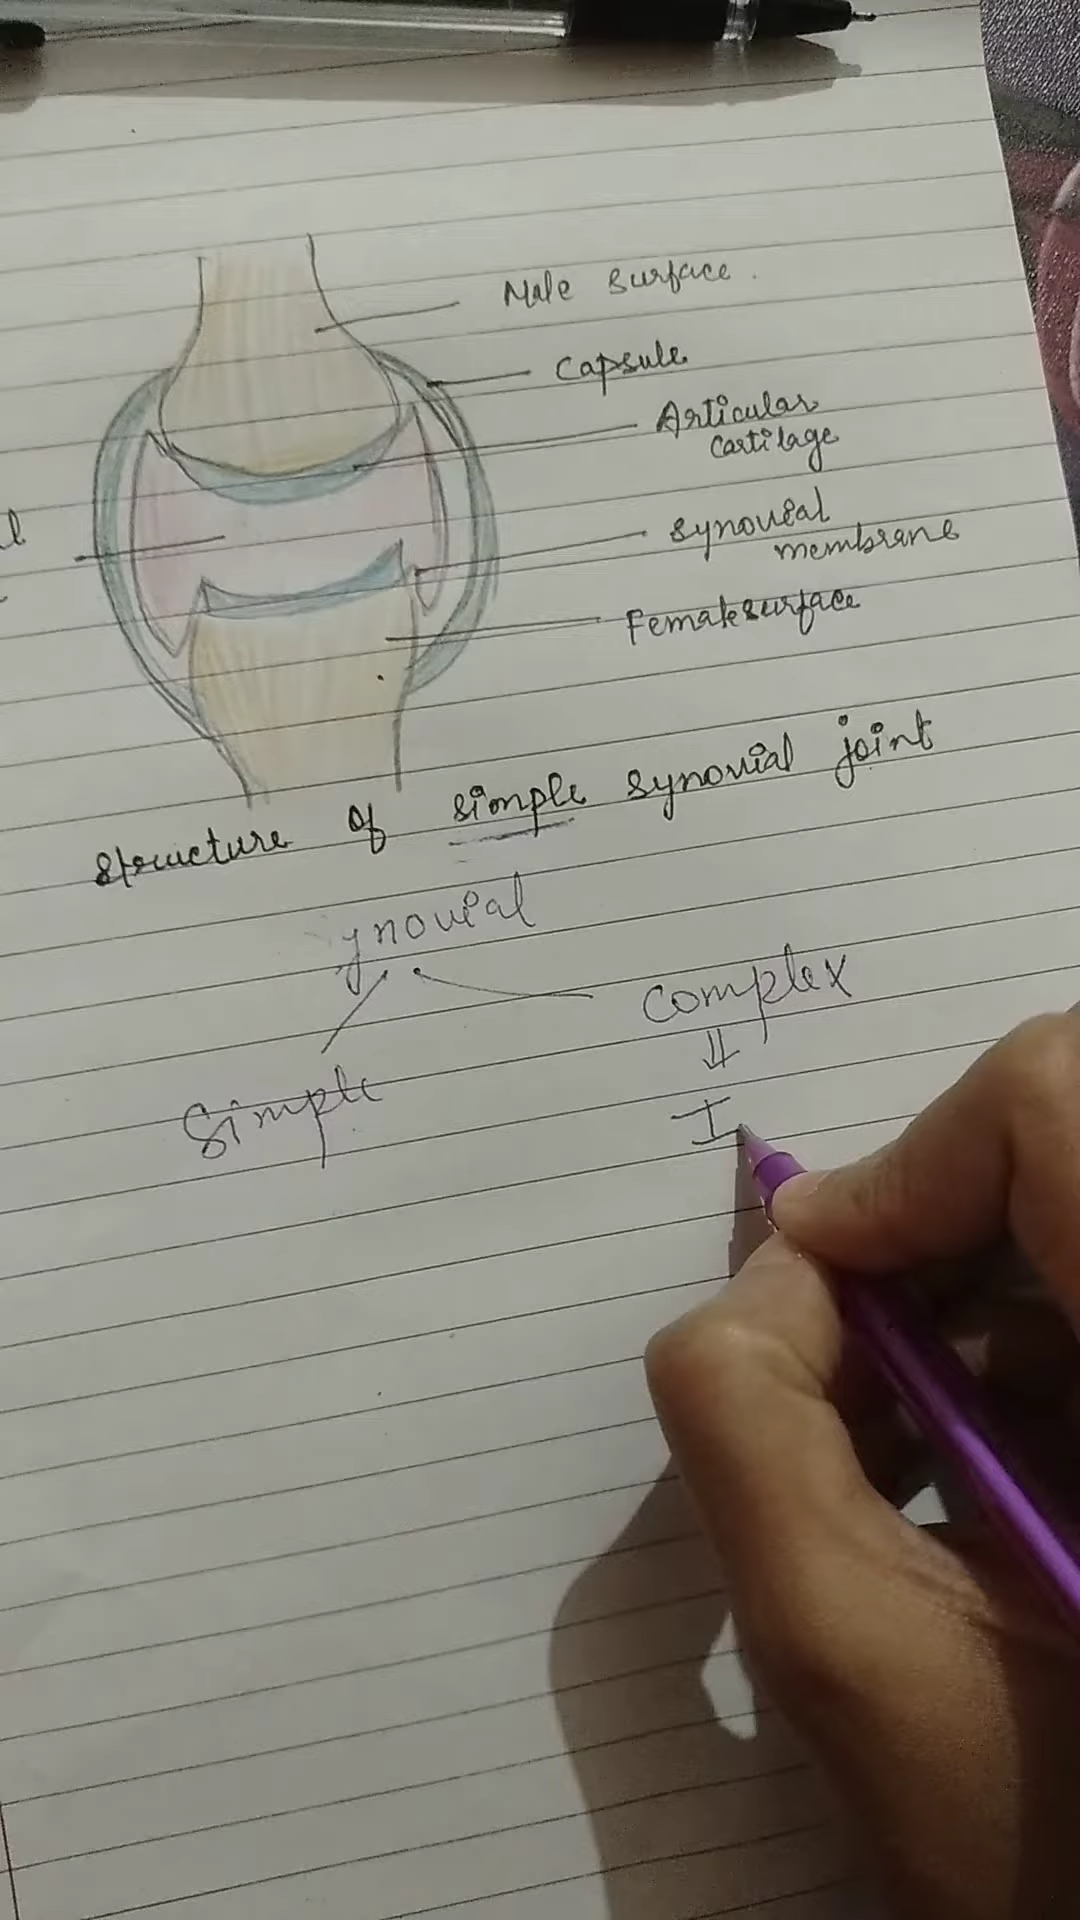 Male surface.
Capsule
Articular
cartilage
synovial
membrane
Female surface
Structure of simple synovial joint
ynovial
Complex
Simple
I